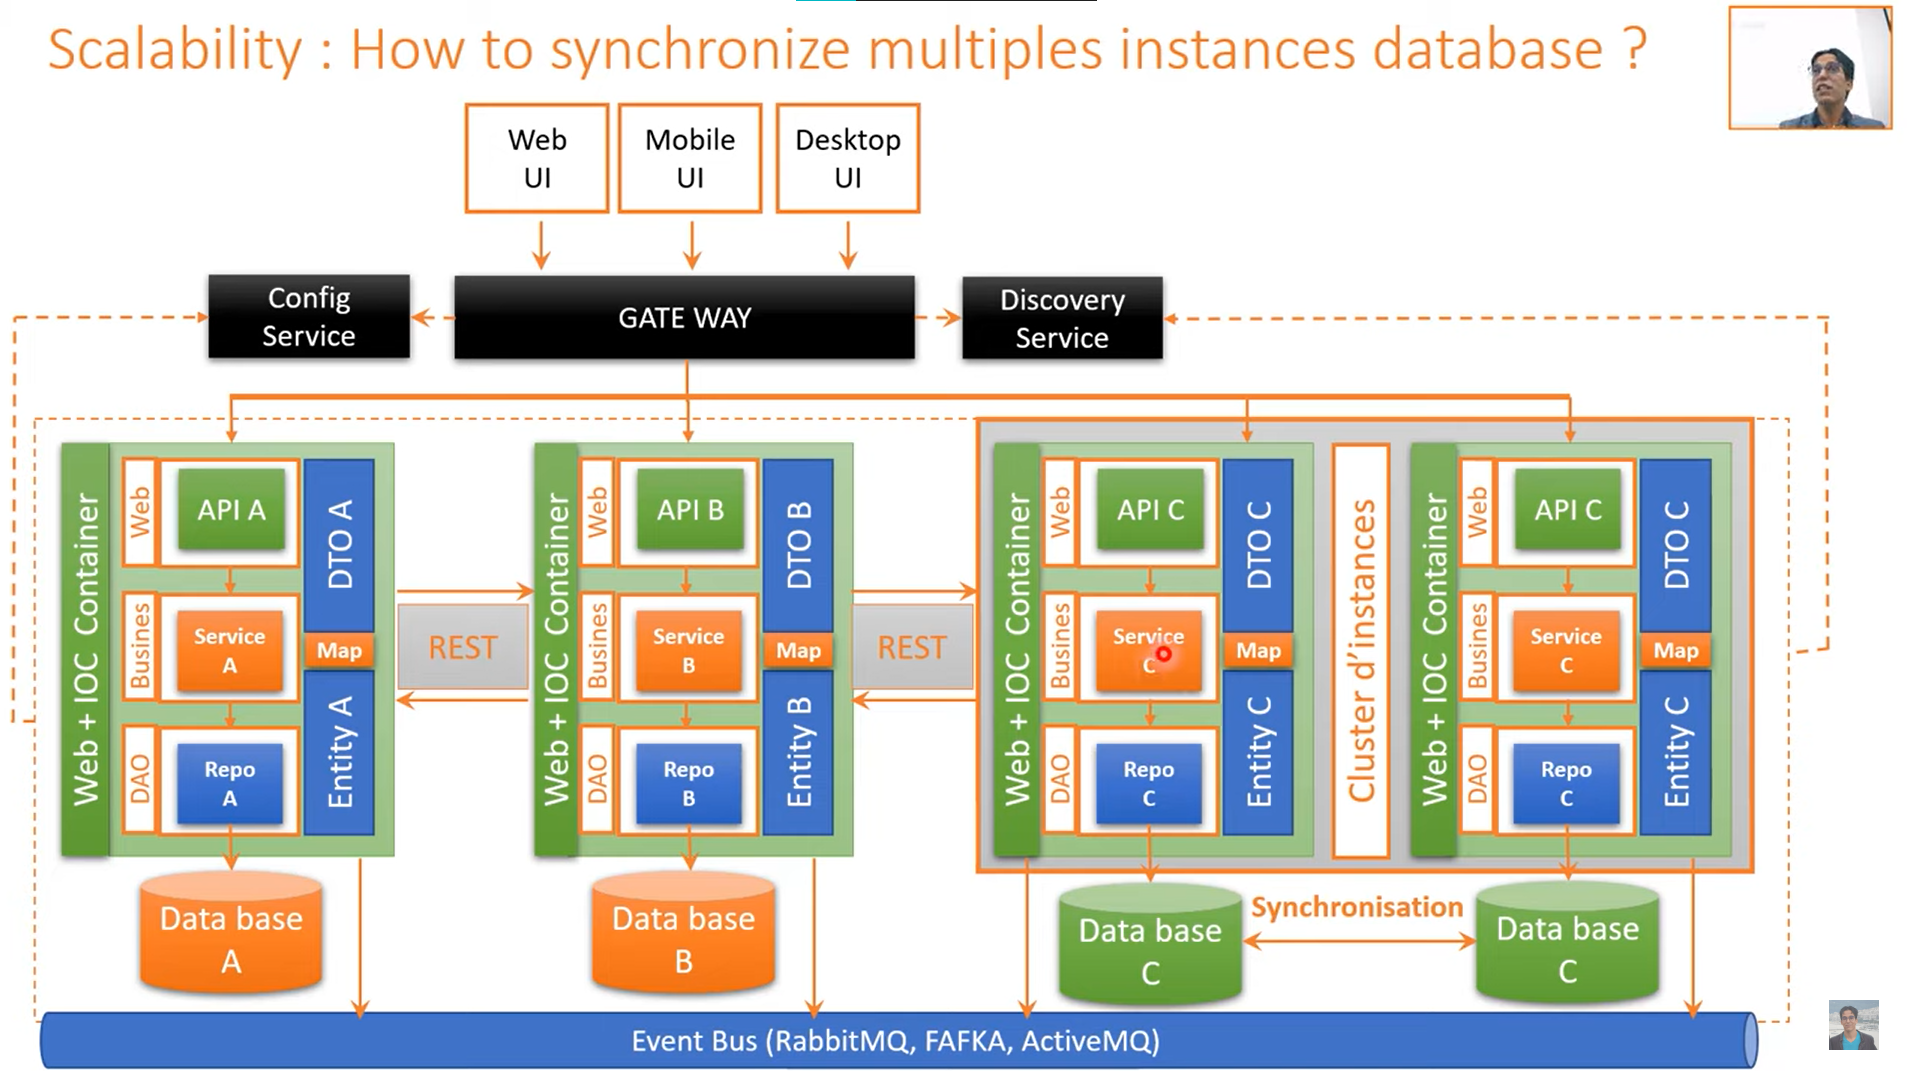 Scalability : How to synchronize multiples instances database ?
Web
UI
Mobile
UI
Desktop
UI
Config
Service
GATE WAY
Discovery
Service
Web + IOC Container
Web
API A
DTO A
Busines
Service
A
Map
DAO
Repo
A
Entity A
REST
Web + IOC Container
Web
API B
DTO B
Busines
Service
B
Map
DAO
Repo
B
Entity B
REST
Web + IOC Container
Web
API C
DTO C
Busines
Service
C
Map
DAO
Repo
C
Entity C
Cluster d’instances
Web + IOC Container
Web
API C
DTO C
Busines
Service
C
Map
DAO
Repo
C
Entity C
Data base
A
Data base
B
Data base
C
Synchronisation
Data base
C
Event Bus (RabbitMQ, FAFKA, ActiveMQ)